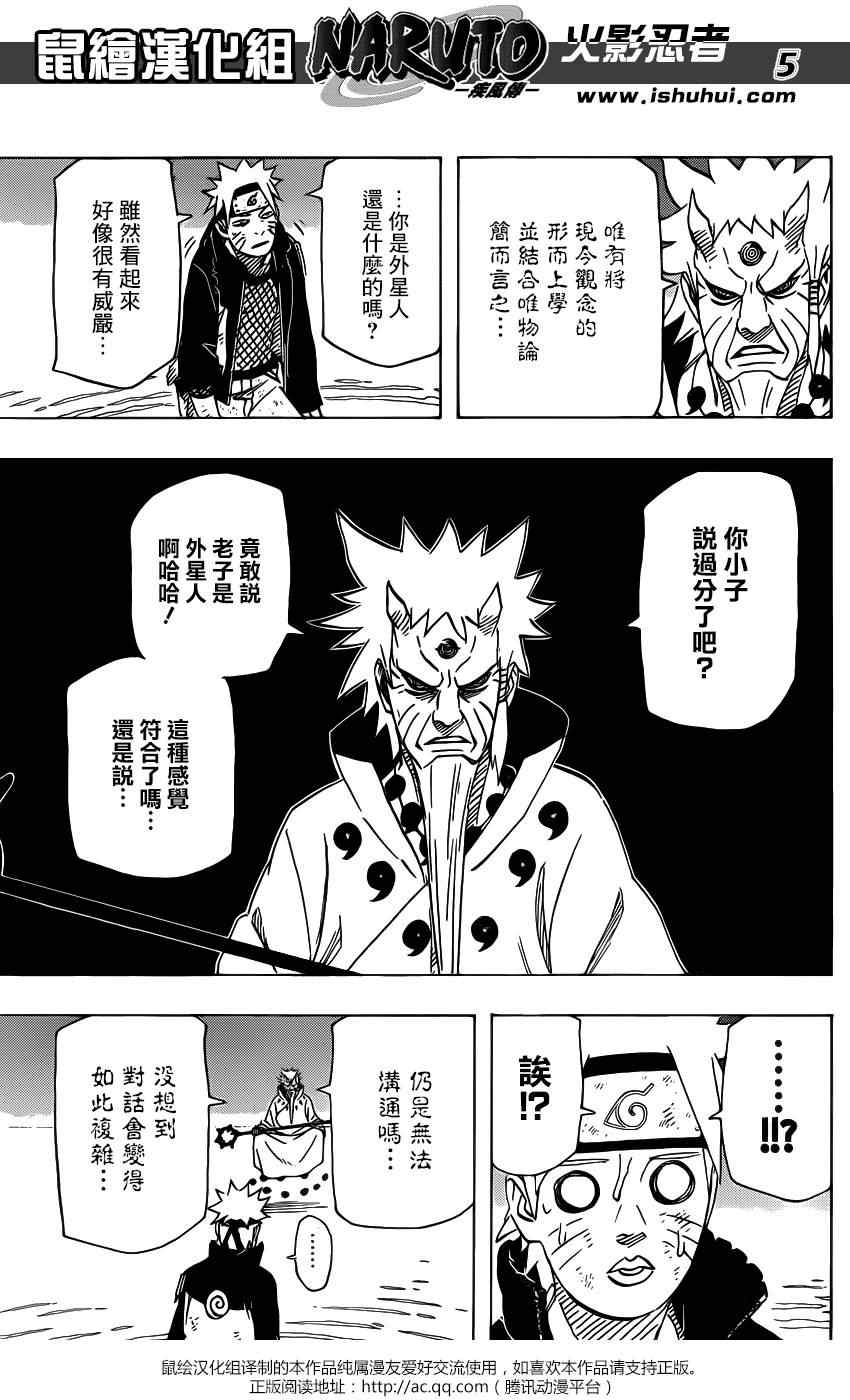 鼠繪漢化組
NARUTO
疾風傳
火影忍者
5
www.ishuhui.com
唯有將
現今觀念的
形而上學
並結合唯物論
簡而言之…
…你是外星人
還是什麼的嗎?
雖然看起來
好像很有威嚴…
你小子
說過分了吧?
竟敢說
老子是
外星人
啊哈哈!
這種感覺
符合了嗎…
還是說…
……!!?
誒!?
仍是無法
溝通嗎…
沒想到
對話會變得
如此複雜…
……
鼠绘汉化组译制的本作品纯属漫友爱好交流使用，如喜欢本作品请支持正版。
正版阅读地址：http://ac.qq.com（腾讯动漫平台）